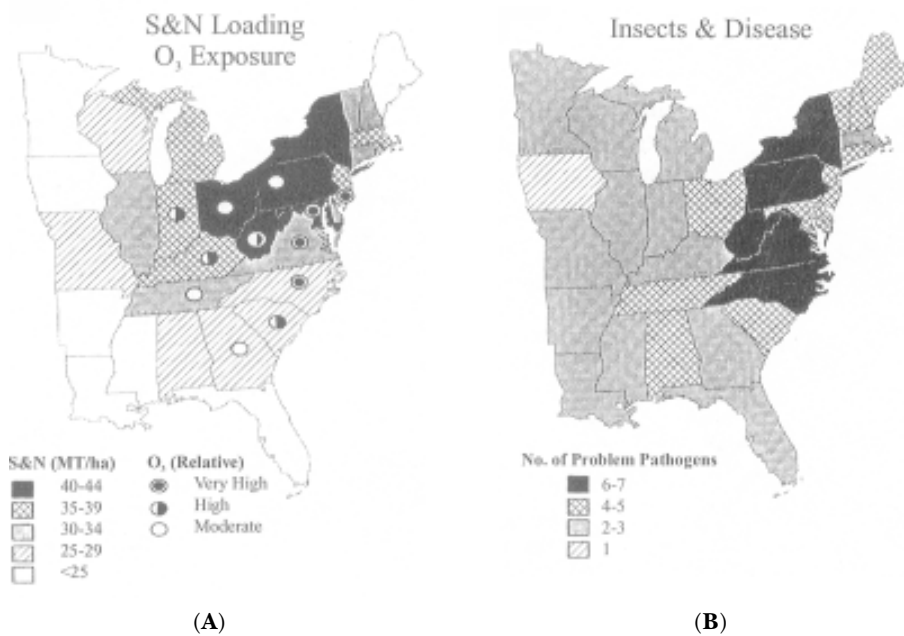 S&N Loading
O₃ Exposure
Insects & Disease
S&N (MT/ha)
40-44
35-39
30-34
25-29
<25
O₃ (Relative)
Very High
High
Moderate
No. of Problem Pathogens
6-7
4-5
2-3
1
(A)
(B)